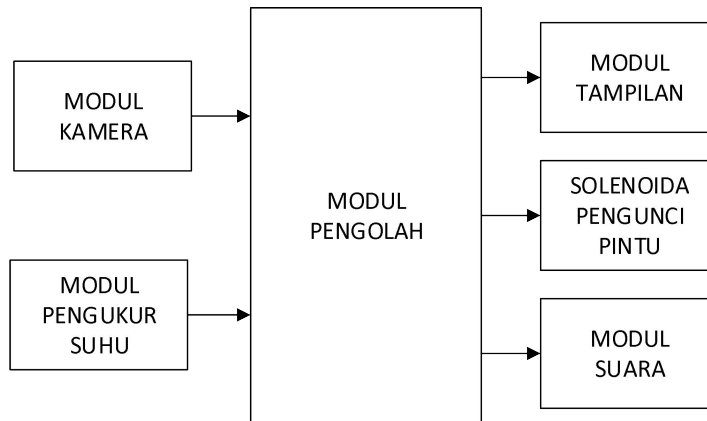 MODUL
KAMERA
MODUL
PENGUKUR
SUHU
MODUL
PENGOLAH
MODUL
TAMPILAN
SOLENOIDA
PENGUNCI
PINTU
MODUL
SUARA